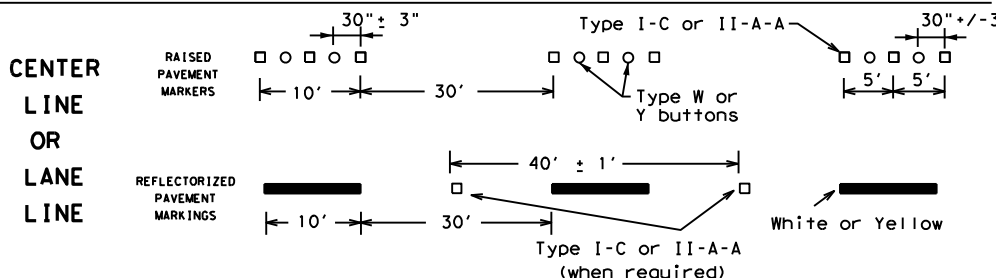 30" ± 3"
Type I-C or II-A-A
30"+/-3
CENTER
LINE
OR
LANE
LINE
RAISED
PAVEMENT
MARKERS
10'
30'
Type W or
Y buttons
5'
5'
40' ± 1'
REFLECTORIZED
PAVEMENT
MARKINGS
10'
30'
Type I-C or II-A-A
(when required)
White or Yellow